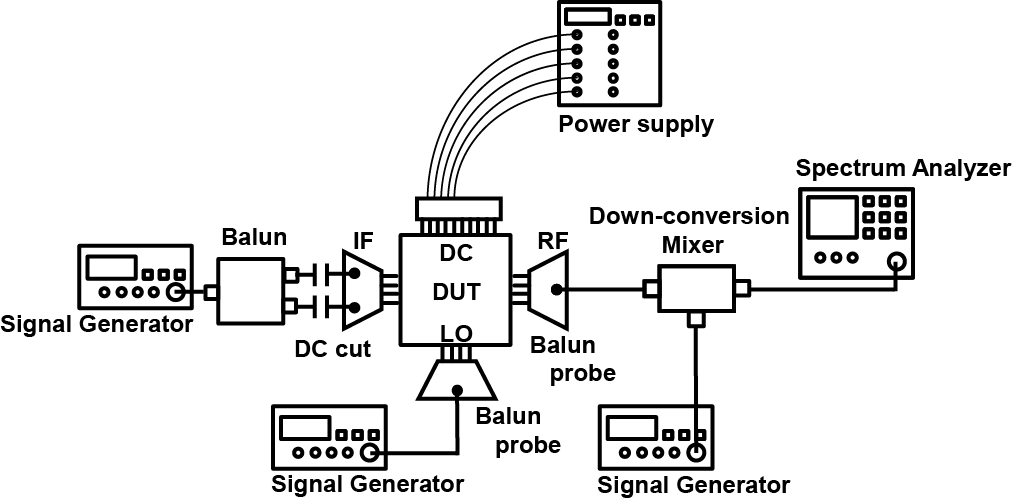 Power supply
Spectrum Analyzer
Down-conversion
Mixer
Balun
IF
DC
RF
DUT
Signal Generator
DC cut
LO
Balun
probe
Balun
probe
Signal Generator
Signal Generator